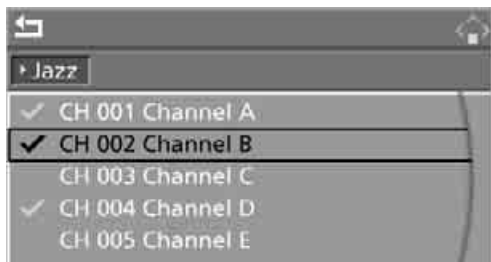 Jazz
CH 001 Channel A
CH 002 Channel B
CH 003 Channel C
CH 004 Channel D
CH 005 Channel E